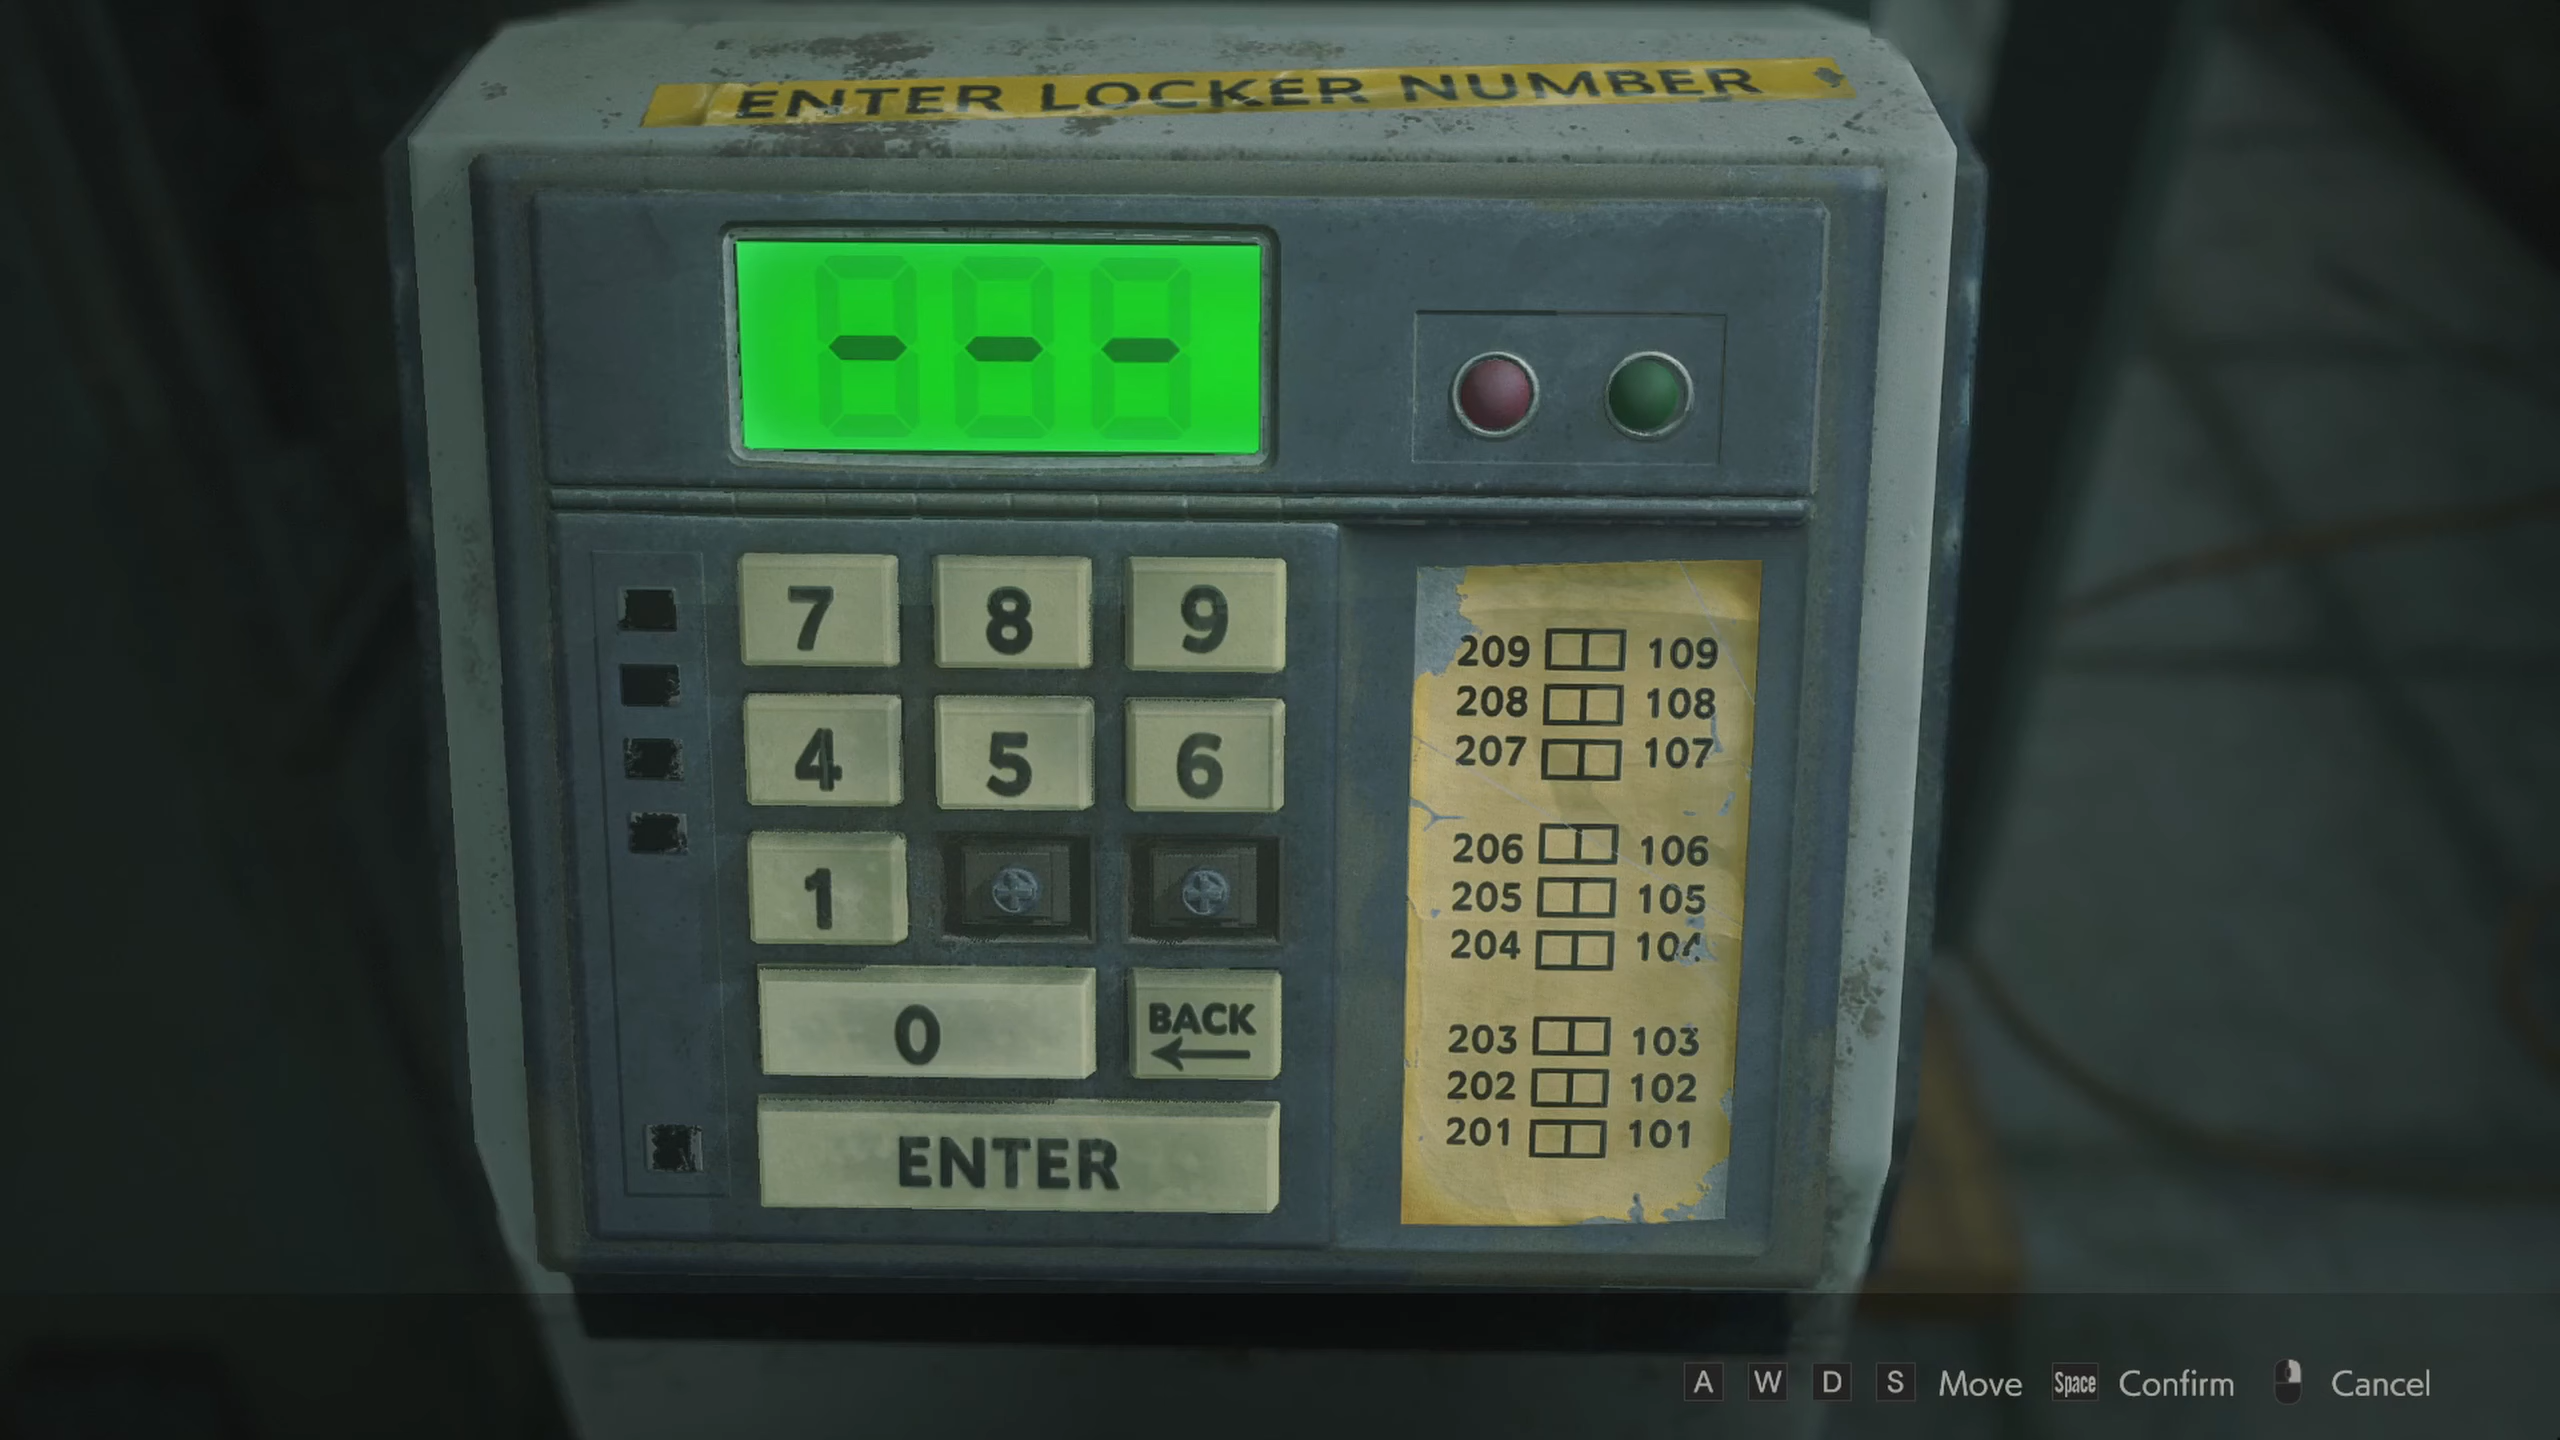 ENTER LOCKER NUMBER
---
7 8 9
4 5 6
1
0 BACK
ENTER
209 109
208 108
207 107
206 106
205 105
204 104
203 103
202 102
201 101
A W D S Move Space Confirm Cancel